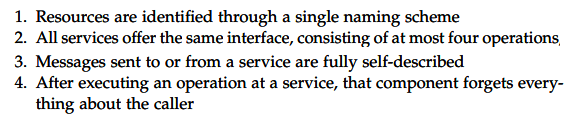 1. Resources are identified through a single naming scheme
2. All services offer the same interface, consisting of at most four operations
3. Messages sent to or from a service are fully self-described
4. After executing an operation at a service, that component forgets every-
thing about the caller